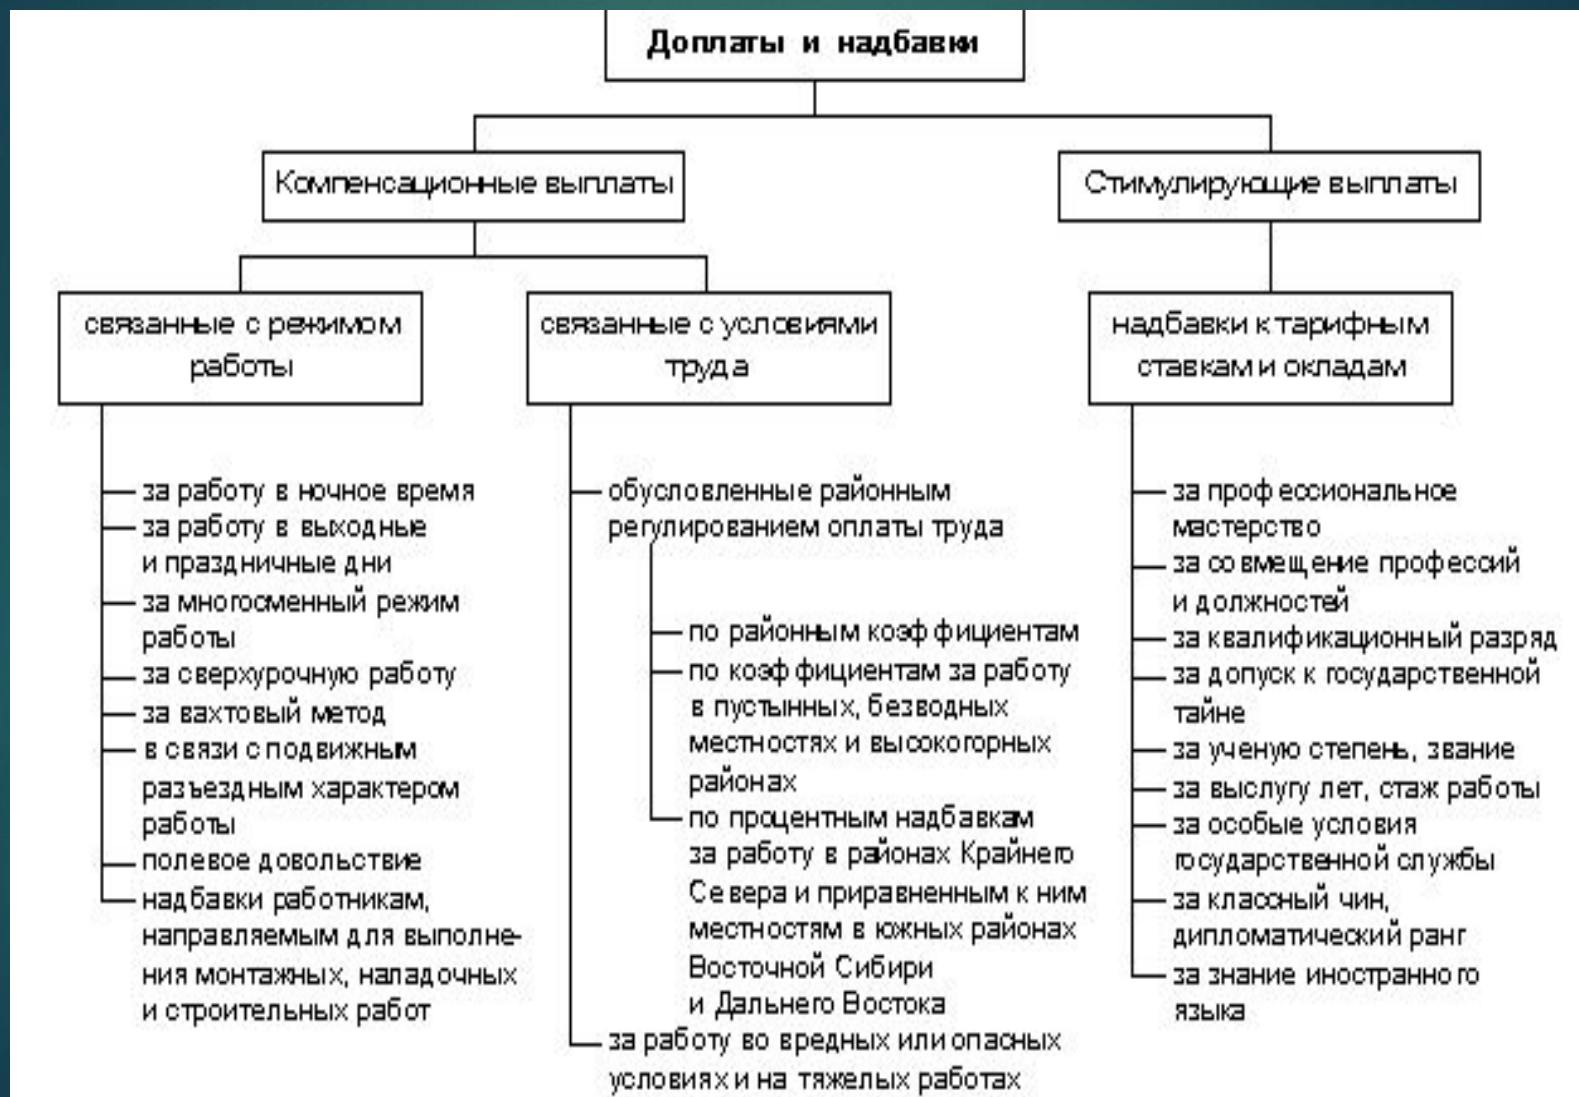 Доплаты и надбавки
Компенсационные выплаты
Стимулирующие выплаты
связанные с режимом
работы
связанные с условиями
труда
надбавки к тарифным
ставкам и окладам
за работу в ночное время
за работу в выходные
и праздничные дни
за многосменный режим
работы
за сверхурочную работу
за вахтовый метод
в связи с подвижным
разъездным характером
работы
полевое довольствие
надбавки работникам,
направляемым для выполне-
ния монтажных, наладочных
и строительных работ
обусловленные районным
регулированием оплаты труда
по районным коэффициентам
по коэффициентам за работу
в пустынных, безводных
местностях и высокогорных
районах
по процентным надбавкам
за работу в районах Крайнего
Севера и приравненным к ним
местностям в южных районах
Восточной Сибири
и Дальнего Востока
за работу во вредных или опасных
условиях и на тяжелых работах
за профессиональное
мастерство
за совмещение профессий
и должностей
за квалификационный разряд
за допуск к государственной
тайне
за ученую степень, звание
за выслугу лет, стаж работы
за особые условия
государственной службы
за классный чин,
дипломатический ранг
за знание иностранного
языка